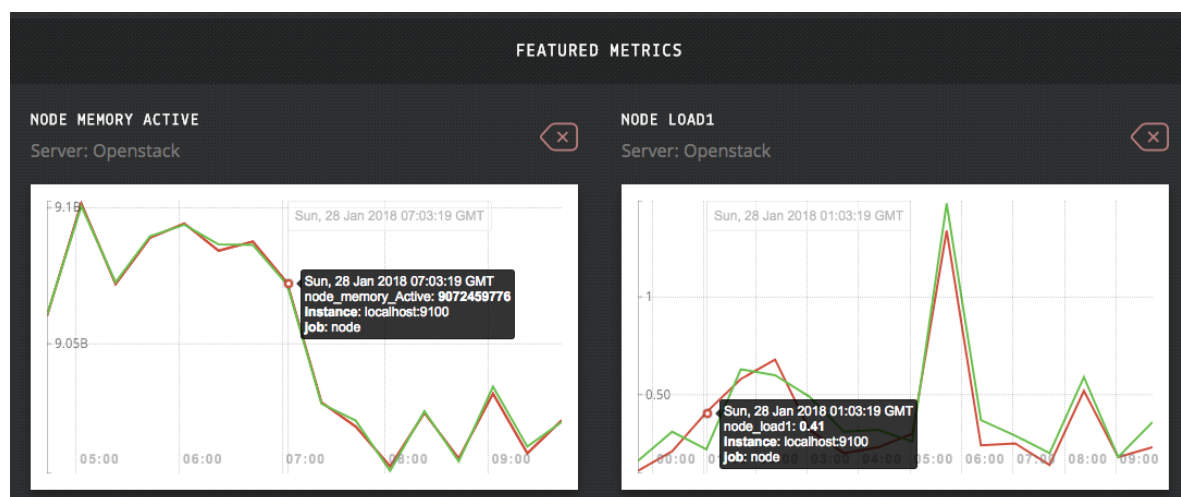 FEATURED METRICS
NODE MEMORY ACTIVE
Server: Openstack
9.1B
Sun, 28 Jan 2018 07:03:19 GMT
Sun, 28 Jan 2018 07:03:19 GMT
node_memory_Active: 9072459776
Instance: localhost:9100
job: node
9.05B
05:00 06:00 07:00 08:00 09:00
NODE LOAD1
Server: Openstack
Sun, 28 Jan 2018 01:03:19 GMT
1
0.50
Sun, 28 Jan 2018 01:03:19 GMT
node_load1: 0.41
Instance: localhost:9100
job: node
00:00 03:00 04:00 05:00 06:00 07:00 08:00 09:00